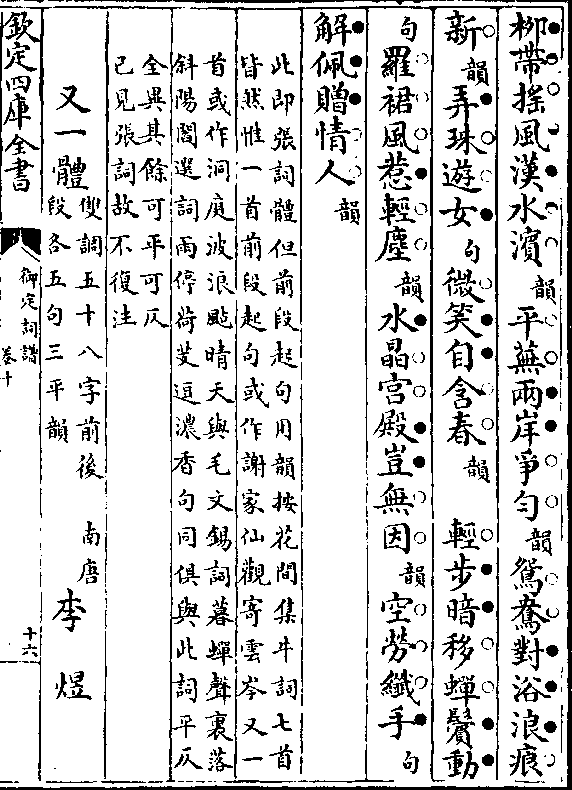 柳帶搖風漢水濱韻平蕪兩岸爭勻韻鴛鴦對浴浪痕
新韻弄珠遊女句微笑自含春韻 輕步暗移蟬鬢動
句羅裙風惹輕塵韻水晶宮殿豈無因韻空勞纖手句
解佩贈情人韻
此即張詞體但前段起句用韻按花間集牛詞七首
皆然惟一首前段起句或作謝家仙觀寄雲岑又一
首或作洞庭波浪颭晴天與毛文錫詞暮蟬聲裏落
斜陽閻選詞雨停荷芰逗濃香句同俱與此詞平仄
全異其餘可平可仄
已見張詞故不復注
又一體
雙調五十八字前後
段各五句三平韻
南唐 李煜
欽定四庫全書
御定詞譜
卷十
十六